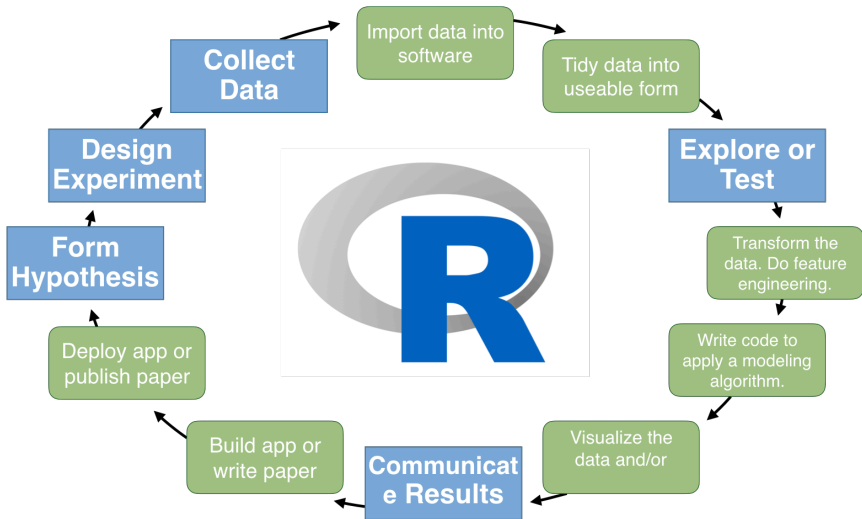 Import data into
software
Collect
Data
Tidy data into
useable form
Design
Experiment
Explore or
Test
Form
Hypothesis
Transform the
data. Do feature
engineering.
R
Deploy app or
publish paper
Write code to
apply a modeling
algorithm.
Build app or
write paper
Communicat
e Results
Visualize the
data and/or